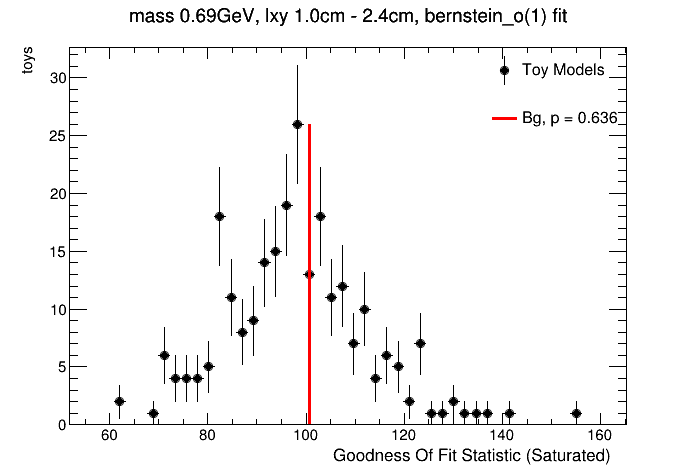 mass 0.69GeV, lxy 1.0cm - 2.4cm, bernstein_o(1) fit
toys
Toy Models
Bg, p = 0.636
30
25
20
15
10
5
0
60 80 100 120 140 160
Goodness Of Fit Statistic (Saturated)